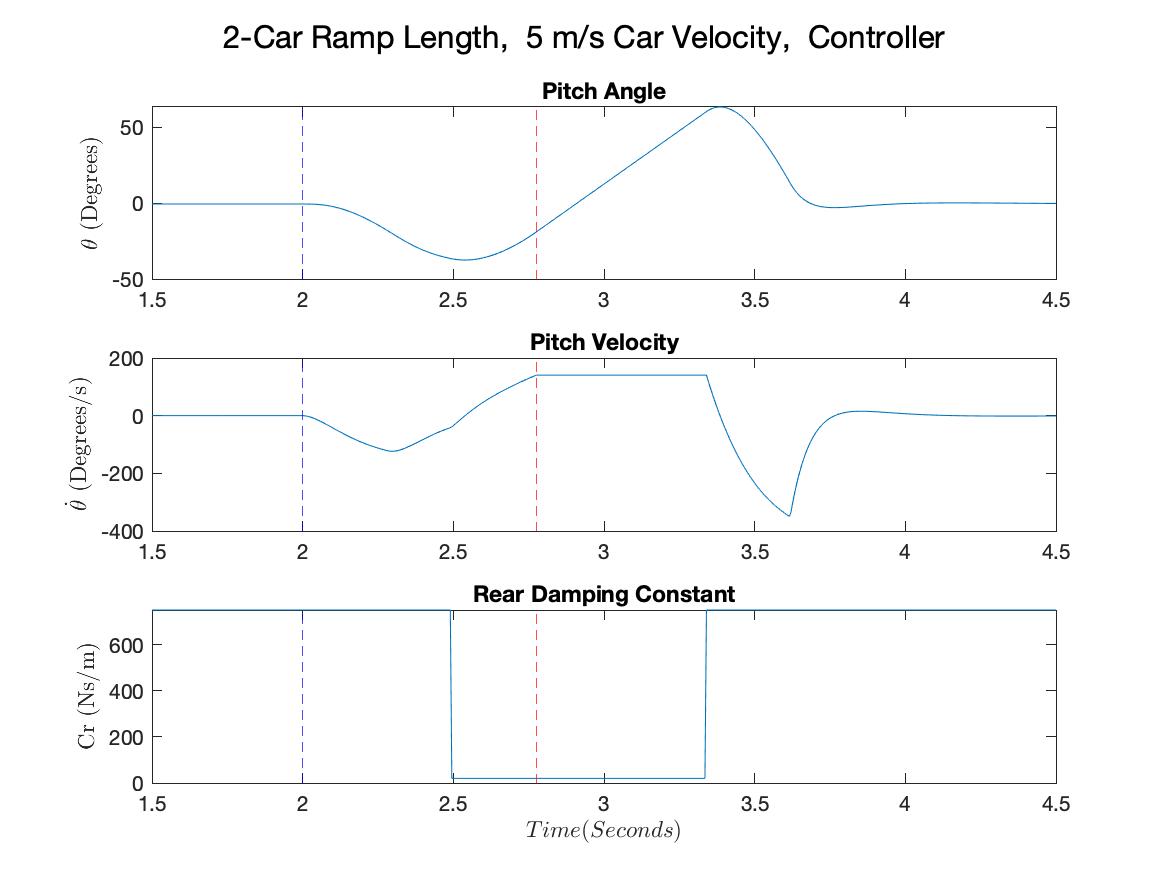 2-Car Ramp Length,  5 m/s Car Velocity,  Controller
Pitch Angle
θ (Degrees)
50
0
-50
1.5 2 2.5 3 3.5 4 4.5
Pitch Velocity
θ̇ (Degrees/s)
200
0
-200
-400
1.5 2 2.5 3 3.5 4 4.5
Rear Damping Constant
Cr (Ns/m)
600
400
200
0
1.5 2 2.5 3 3.5 4 4.5
Time(Seconds)